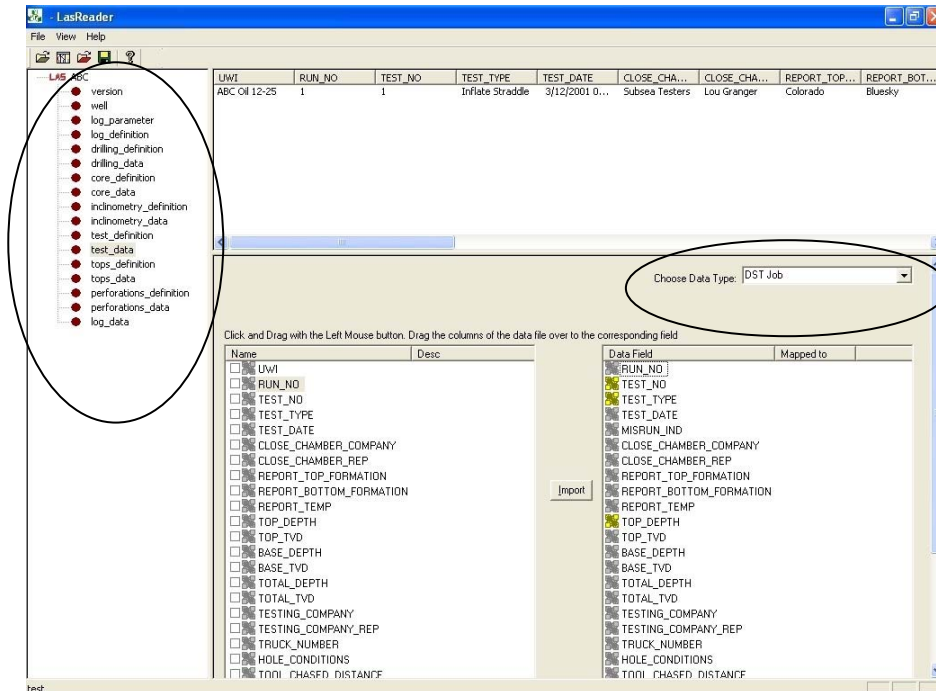 - LasReader
File View Help
LAS ABC
version
well
log_parameter
log_definition
drilling_definition
drilling_data
core_definition
core_data
inclinometry_definition
inclinometry_data
test_definition
test_data
tops_definition
tops_data
perforations_definition
perforations_data
log_data
UWI RUN_NO TEST_NO TEST_TYPE TEST_DATE CLOSE_CHA... CLOSE_CHA... REPORT_TOP... REPORT_BOT...
ABC Oil 12-25 1 1 Inflate Straddle 3/12/2001 0... Subsea Testers Lou Granger Colorado Bluesky
Choose Data Type: DST Job
Click and Drag with the Left Mouse button. Drag the columns of the data file over to the corresponding field
Name Desc
UWI
RUN_NO
TEST_NO
TEST_TYPE
TEST_DATE
CLOSE_CHAMBER_COMPANY
CLOSE_CHAMBER_REP
REPORT_TOP_FORMATION
REPORT_BOTTOM_FORMATION
REPORT_TEMP
TOP_DEPTH
TOP_TVD
BASE_DEPTH
BASE_TVD
TOTAL_DEPTH
TOTAL_TVD
TESTING_COMPANY
TESTING_COMPANY_REP
TRUCK_NUMBER
HOLE_CONDITIONS
TOOL_CHASED_DISTANCE
Import
Data Field Mapped to
RUN_NO
TEST_NO
TEST_TYPE
TEST_DATE
MISRUN_IND
CLOSE_CHAMBER_COMPANY
CLOSE_CHAMBER_REP
REPORT_TOP_FORMATION
REPORT_BOTTOM_FORMATION
REPORT_TEMP
TOP_DEPTH
TOP_TVD
BASE_DEPTH
BASE_TVD
TOTAL_DEPTH
TOTAL_TVD
TESTING_COMPANY
TESTING_COMPANY_REP
TRUCK_NUMBER
HOLE_CONDITIONS
TOOL_CHASED_DISTANCE
test